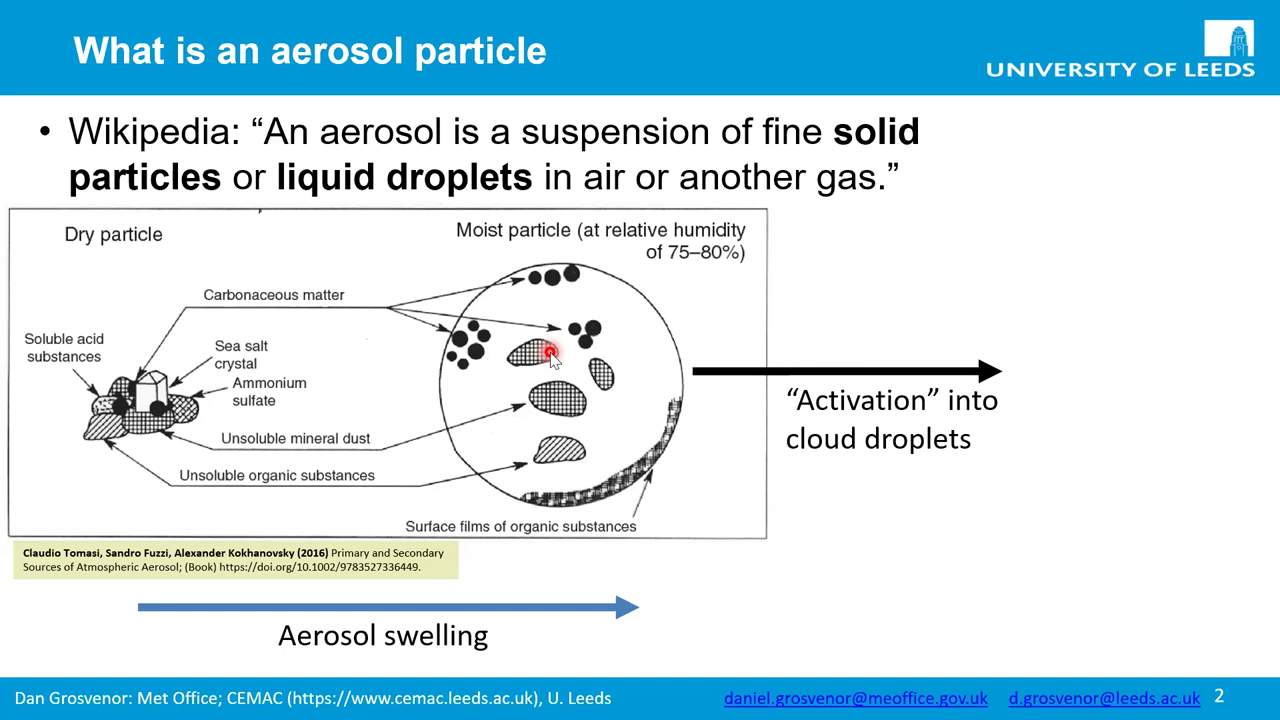 What is an aerosol particle
UNIVERSITY OF LEEDS
• Wikipedia: “An aerosol is a suspension of fine solid
particles or liquid droplets in air or another gas.”
Dry particle
Moist particle (at relative humidity
of 75–80%)
Carbonaceous matter
Soluble acid
substances
Sea salt
crystal
Ammonium
sulfate
Unsoluble mineral dust
Unsoluble organic substances
Surface films of organic substances
“Activation” into
cloud droplets
Claudio Tomasi, Sandro Fuzzi, Alexander Kokhanovsky (2016) Primary and Secondary
Sources of Atmospheric Aerosol; (Book) https://doi.org/10.1002/9783527336449.
Aerosol swelling
Dan Grosvenor: Met Office; CEMAC (https://www.cemac.leeds.ac.uk), U. Leeds
daniel.grosvenor@meoffice.gov.uk d.grosvenor@leeds.ac.uk 2